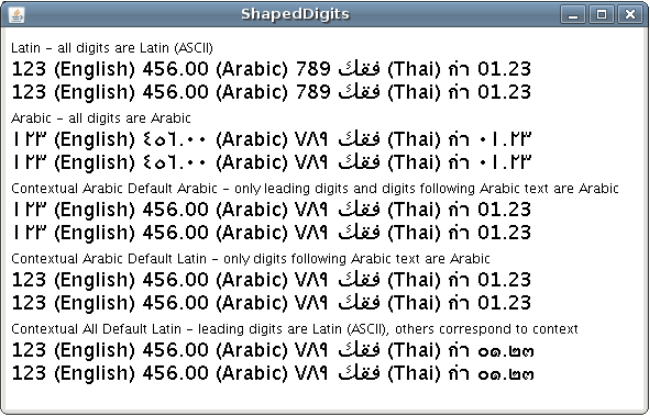 ShapedDigits
Latin - all digits are Latin (ASCII)
123 (English) 456.00 (Arabic) فقك 789 (Thai) กำ 01.23
123 (English) 456.00 (Arabic) فقك 789 (Thai) กำ 01.23
Arabic - all digits are Arabic
١٢٣ (English) ٤٥٦.٠٠ (Arabic) فقك ٧٨٩ (Thai) กำ ٠١.٢٣
١٢٣ (English) ٤٥٦.٠٠ (Arabic) فقك ٧٨٩ (Thai) กำ ٠١.٢٣
Contextual Arabic Default Arabic - only leading digits and digits following Arabic text are Arabic
١٢٣ (English) 456.00 (Arabic) فقك ٧٨٩ (Thai) กำ 01.23
١٢٣ (English) 456.00 (Arabic) فقك ٧٨٩ (Thai) กำ 01.23
Contextual Arabic Default Latin - only digits following Arabic text are Arabic
123 (English) 456.00 (Arabic) فقك ٧٨٩ (Thai) กำ 01.23
123 (English) 456.00 (Arabic) فقك ٧٨٩ (Thai) กำ 01.23
Contextual All Default Latin - leading digits are Latin (ASCII), others correspond to context
123 (English) 456.00 (Arabic) فقك ٧٨٩ (Thai) กำ ๐๑.๒๓
123 (English) 456.00 (Arabic) فقك ٧٨٩ (Thai) กำ ๐๑.๒๓